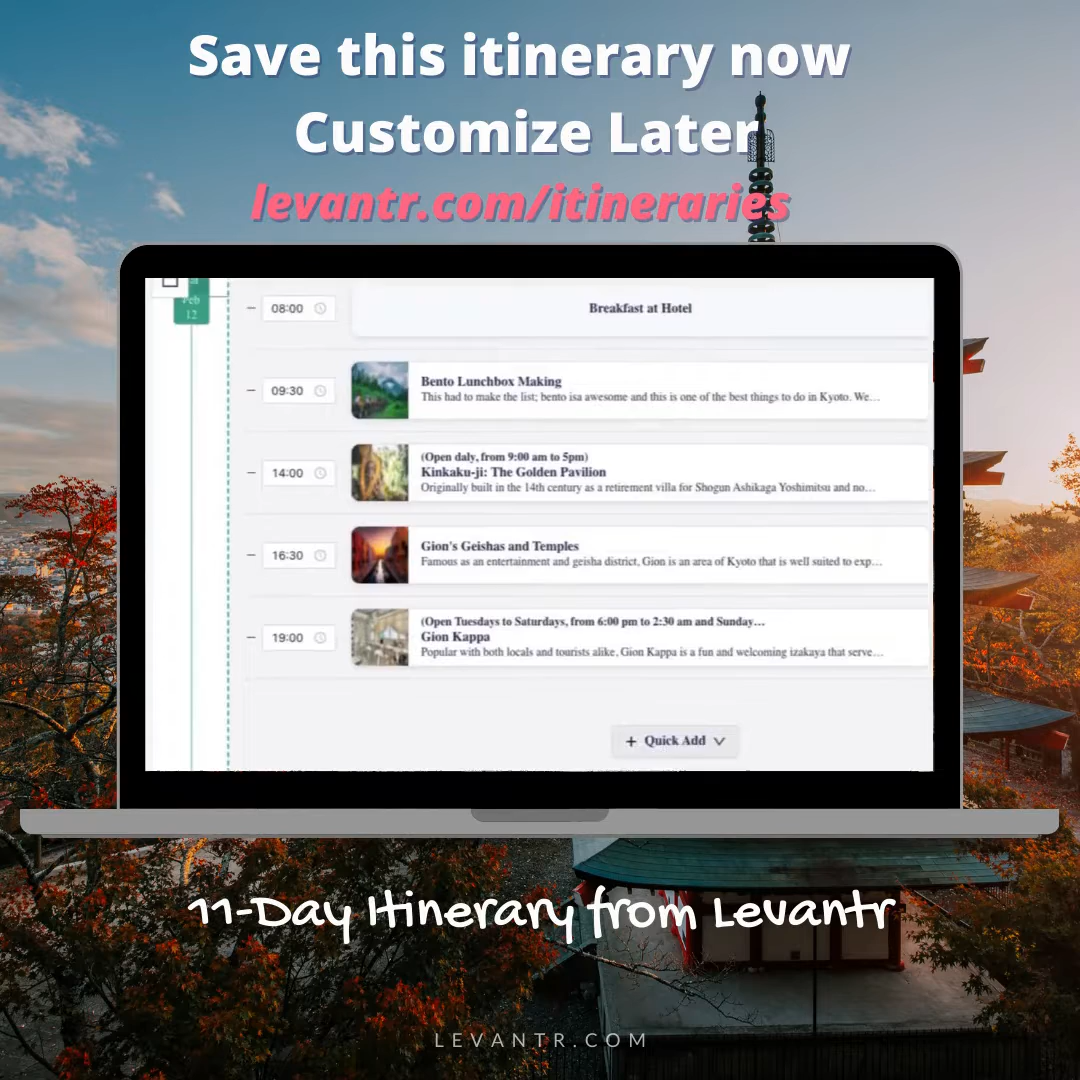 Save this itinerary now
Customize Later
levantr.com/itineraries
Feb
12
08:00
Breakfast at Hotel
09:30
Bento Lunchbox Making
This had to make the list; bento isa awesome and this is one of the best things to do in Kyoto. We...
14:00
(Open daly, from 9:00 am to 5pm)
Kinkaku-ji: The Golden Pavilion
Originally built in the 14th century as a retirement villa for Shogun Ashikaga Yoshimitsu and no...
16:30
Gion's Geishas and Temples
Famous as an entertainment and geisha district, Gion is an area of Kyoto that is well suited to exp...
19:00
(Open Tuesdays to Saturdays, from 6:00 pm to 2:30 am and Sunday...
Gion Kappa
Popular with both locals and tourists alike, Gion Kappa is a fun and welcoming izakaya that serve...
+ Quick Add
11-Day Itinerary from Levantr
LEVANTR.COM